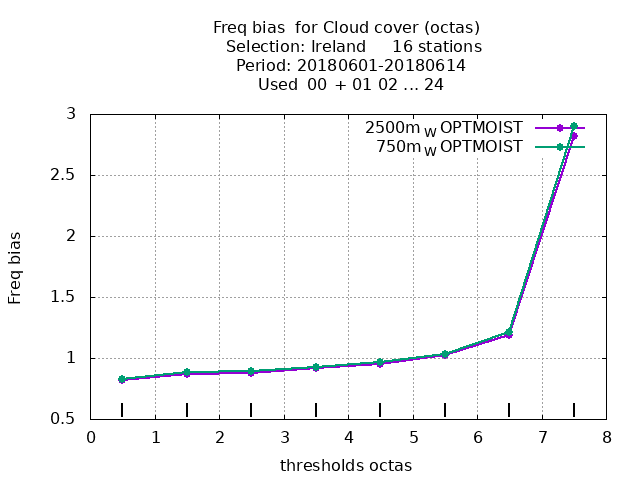 Freq bias for Cloud cover (octas)
Selection: Ireland 16 stations
Period: 20180601-20180614
Used 00 + 01 02 ... 24
2500m_W OPTMOIST
750m_W OPTMOIST
3
2.5
2
1.5
1
0.5
Freq bias
0 1 2 3 4 5 6 7 8
thresholds octas